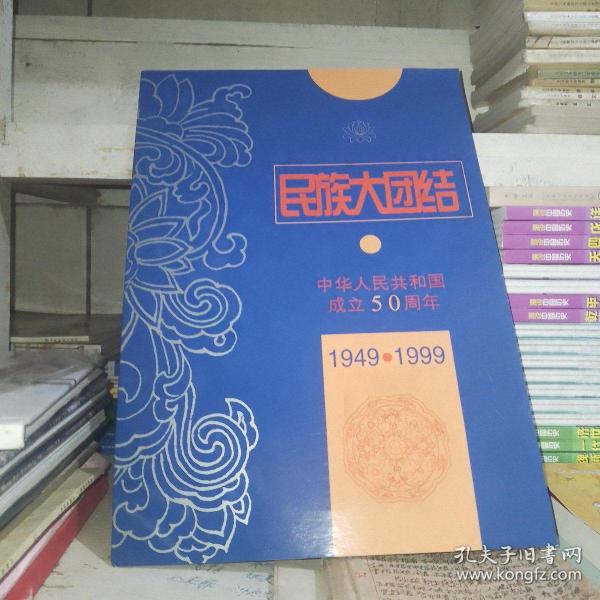 民族大团结
中华人民共和国
成立50周年
1949•1999
孔夫子旧书网
www.kongfz.com